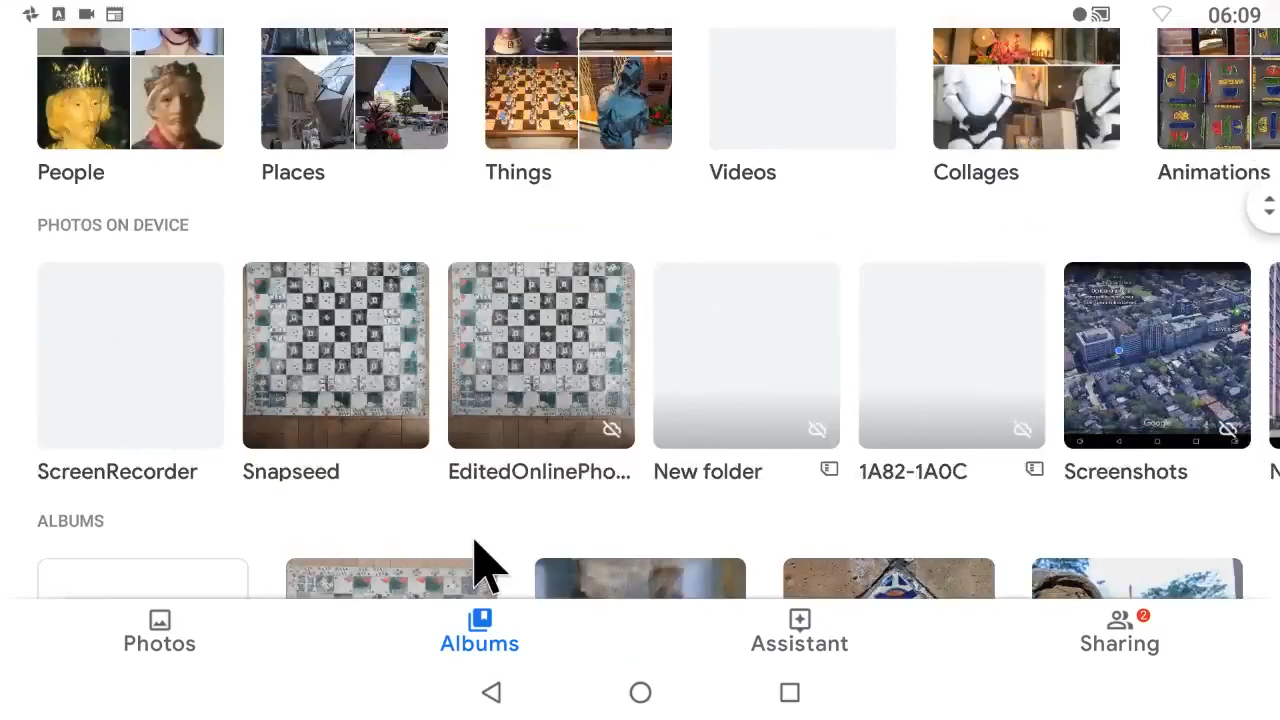 06:09
People Places Things Videos Collages Animations
PHOTOS ON DEVICE
Google
ScreenRecorder Snapseed EditedOnlinePho... New folder 1A82-1A0C Screenshots N
ALBUMS
2
Photos Albums Assistant Sharing